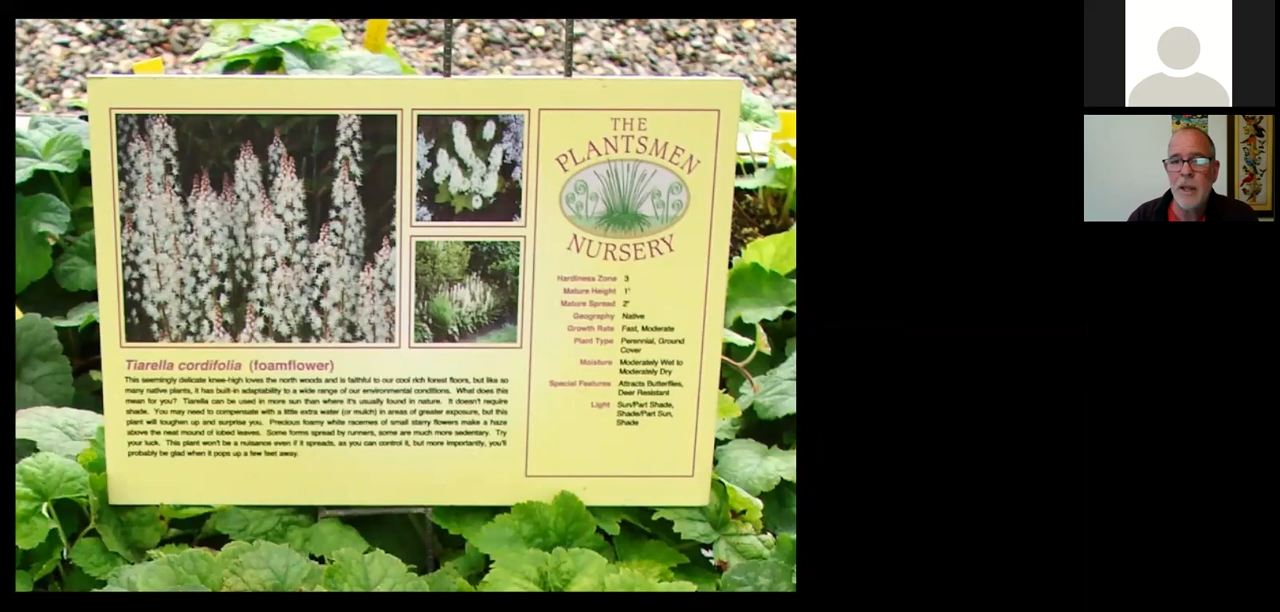 THE
PLANTSMEN
NURSERY
Tiarella cordifolia (foamflower)
This seemingly delicate knee-high loves the north woods and is faithful to our cool rich forest floors, but like so
many native plants, it has built-in adaptability to a wide range of our environmental conditions. What does this
mean for you? Tiarella can be used in more sun than where it's usually found in nature. It doesn't require
shade. You may need to compensate with a little extra water (or mulch) in areas of greater exposure, but this
plant will toughen up and surprise you. Precious foamy white racemes of small starry flowers make a haze
above the neat mound of lobed leaves. Some forms spread by runners, some are much more sedentary. Try
your luck. This plant won't be a nuisance even if it spreads, as you can control it, but more importantly, you'll
probably be glad when it pops up a few feet away.
Hardiness Zone 3
Mature Height 1'
Mature Spread 2'
Geography Native
Growth Rate Fast, Moderate
Plant Type Perennial, Ground
Cover
Moisture Moderately Wet to
Moderately Dry
Special Features Attracts Butterflies,
Deer Resistant
Light Sun/Part Shade,
Shade/Part Sun,
Shade